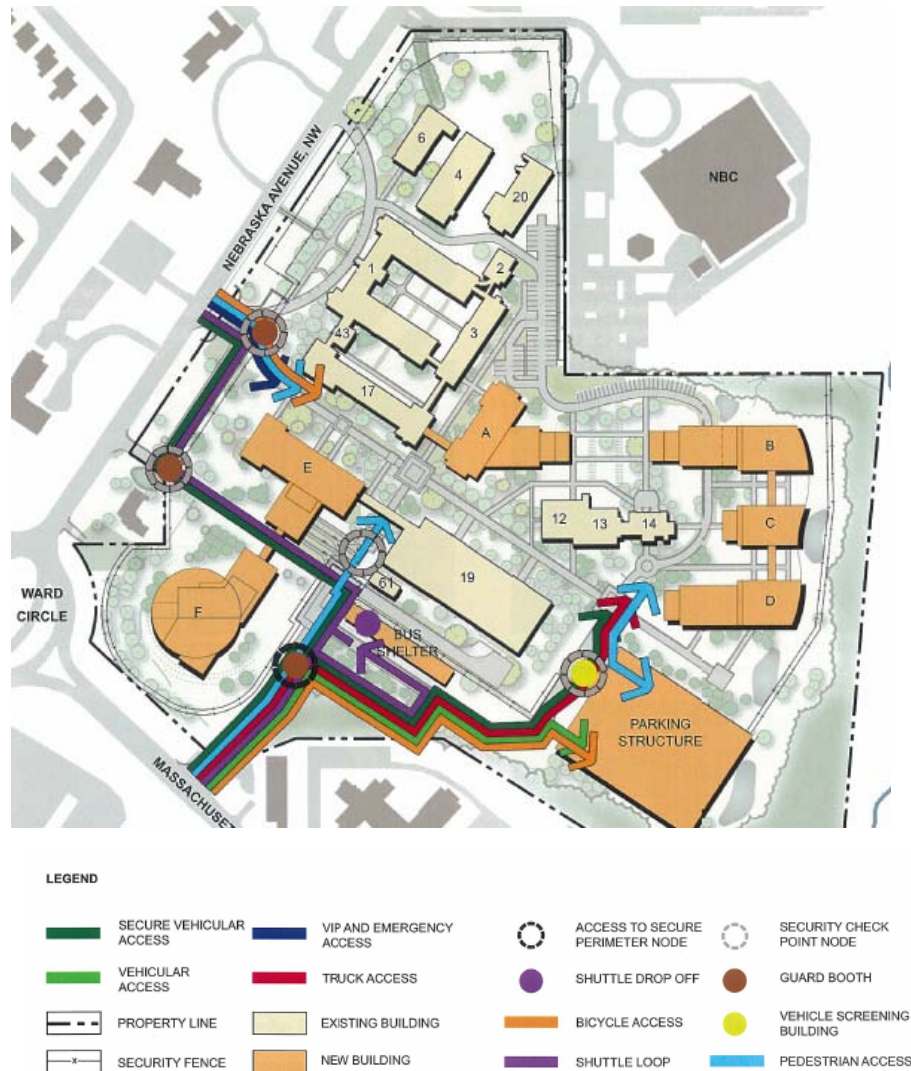 NEBRASKA AVENUE, NW
NBC
6
4
20
1
2
43
3
17
A
B
E
12
13
14
C
19
61
D
F
WARD
CIRCLE
BUS
SHELTER
PARKING
STRUCTURE
MASSACHUSET
LEGEND
SECURE VEHICULAR
ACCESS
VIP AND EMERGENCY
ACCESS
ACCESS TO SECURE
PERIMETER NODE
SECURITY CHECK
POINT NODE
VEHICULAR
ACCESS
TRUCK ACCESS
SHUTTLE DROP OFF
GUARD BOOTH
PROPERTY LINE
EXISTING BUILDING
BICYCLE ACCESS
VEHICLE SCREENING
BUILDING
x
SECURITY FENCE
NEW BUILDING
SHUTTLE LOOP
PEDESTRIAN ACCESS